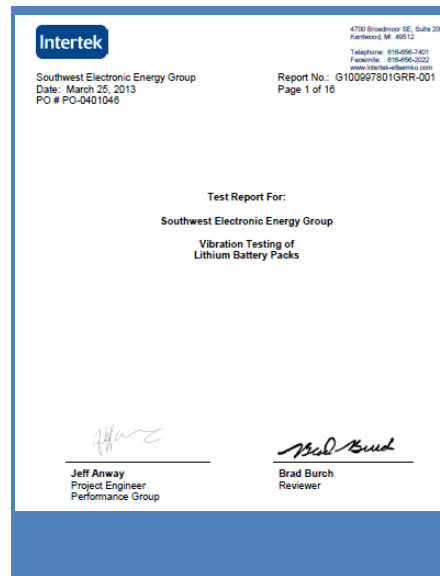 Intertek
4700 Broadmoor SE, Suite 20
Kentwood, MI 49512
Telephone: 616-656-7401
Facsimile: 616-656-2022
www.intertek-etlsemko.com
Southwest Electronic Energy Group
Date: March 25, 2013
PO # PO-0401046
Report No.: G100997801GRR-001
Page 1 of 16
Test Report For:
Southwest Electronic Energy Group
Vibration Testing of
Lithium Battery Packs
Brad Burch
Jeff Anway
Project Engineer
Performance Group
Brad Burch
Reviewer